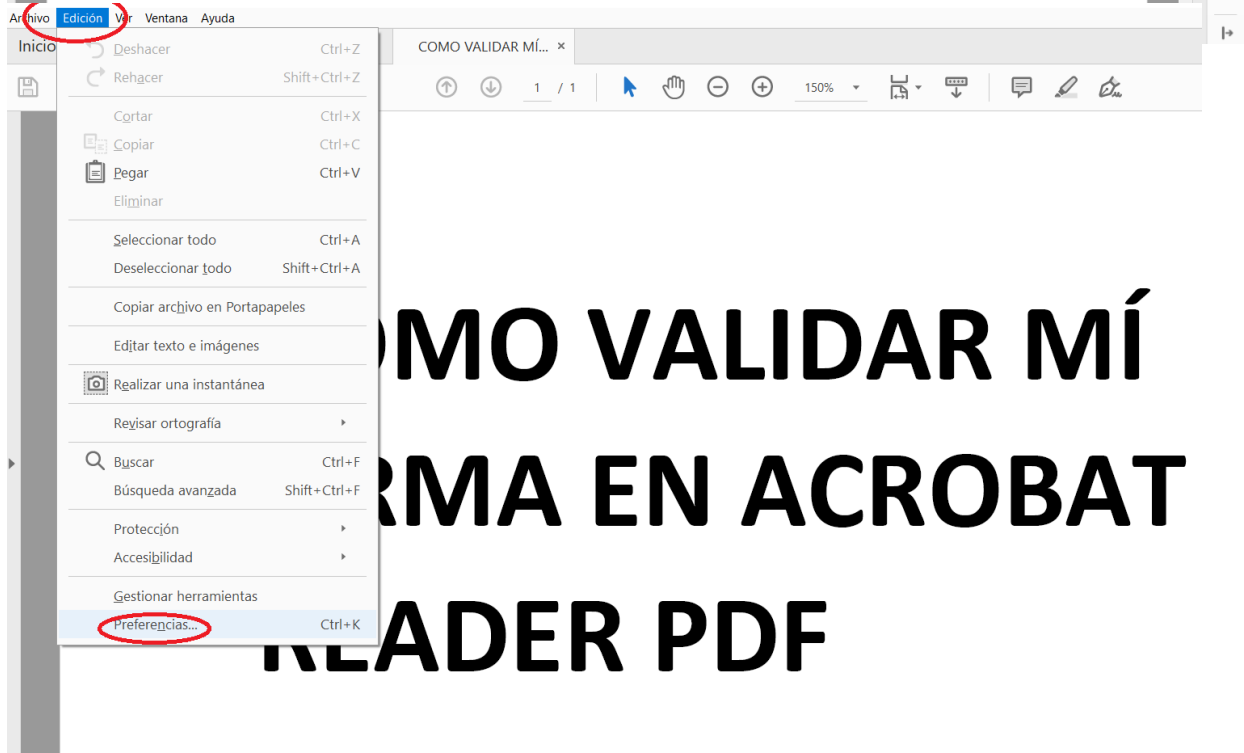 Archivo Edición Ver Ventana Ayuda
Inicio COMO VALIDAR MÍ... ×
1 / 1 150%
Deshacer Ctrl+Z
Rehacer Shift+Ctrl+Z
Cortar Ctrl+X
Copiar Ctrl+C
Pegar Ctrl+V
Eliminar
Seleccionar todo Ctrl+A
Deseleccionar todo Shift+Ctrl+A
Copiar archivo en Portapapeles
Editar texto e imágenes
Realizar una instantánea
Revisar ortografía
Buscar Ctrl+F
Búsqueda avanzada Shift+Ctrl+F
Protección
Accesibilidad
Gestionar herramientas
Preferencias... Ctrl+K
OMO VALIDAR MÍ
RMA EN ACROBAT
READER PDF